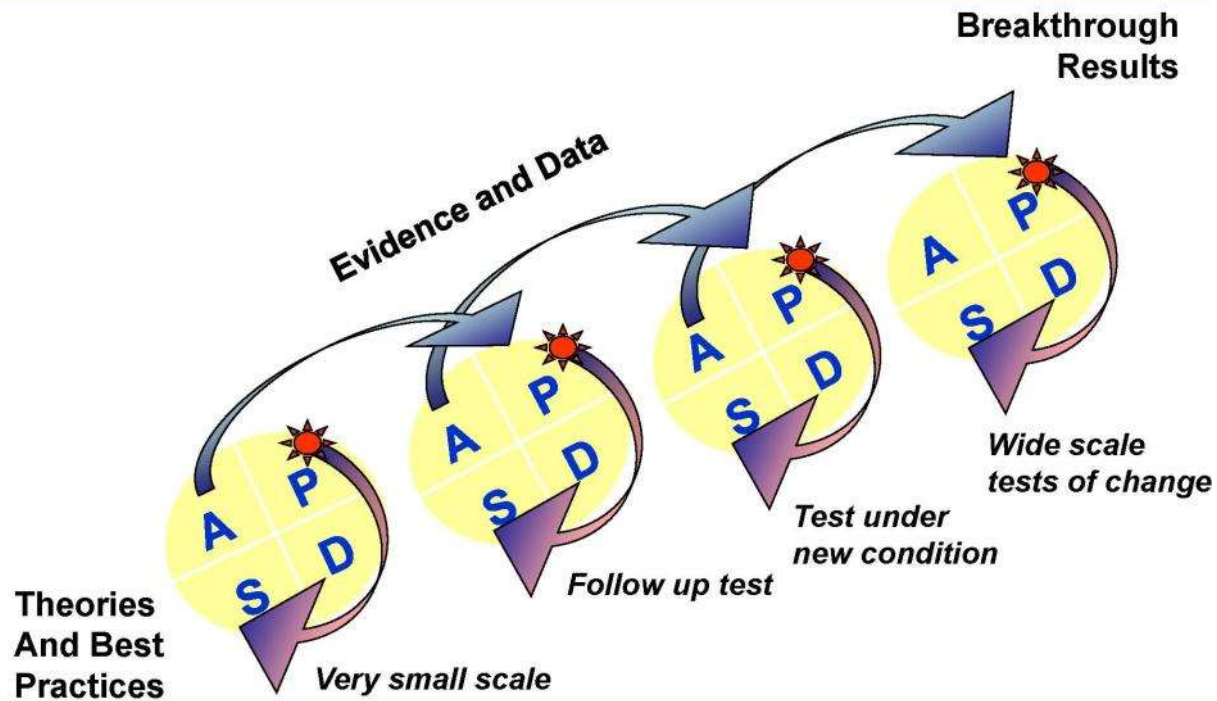 Breakthrough
Results
Evidence and Data
A P
S D
Wide scale
tests of change
A P
S D
Test under
new condition
A P
S D
Follow up test
A P
S D
Very small scale
Theories
And Best
Practices